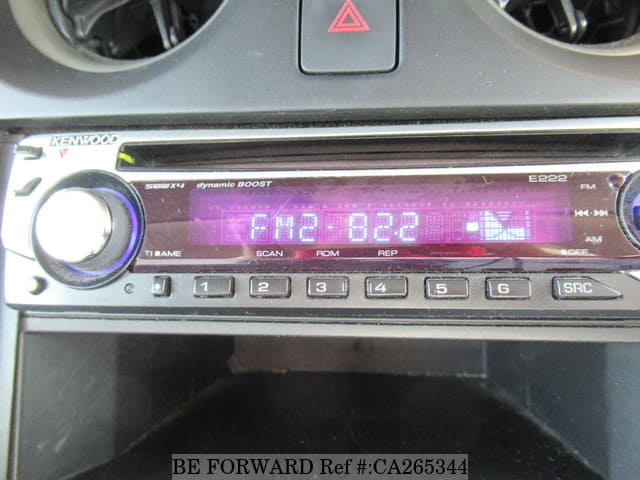 KENWOOD
50WX4 dynamic BOOST E222
FM
FM2 82.2
AM
TI AME SCAN RDM REP OFF
1 2 3 4 5 6 SRC
BE FORWARD Ref #:CA265344